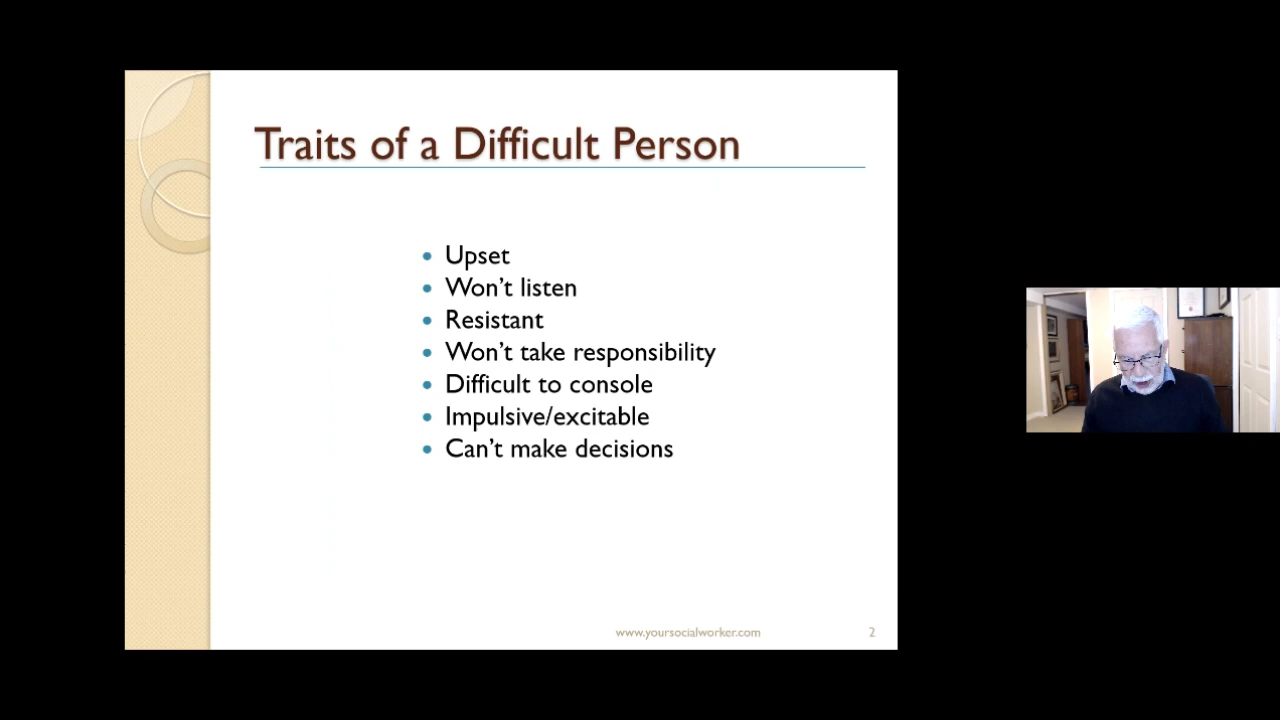 Traits of a Difficult Person
• Upset
• Won’t listen
• Resistant
• Won’t take responsibility
• Difficult to console
• Impulsive/excitable
• Can’t make decisions
www.yoursocialworker.com
2